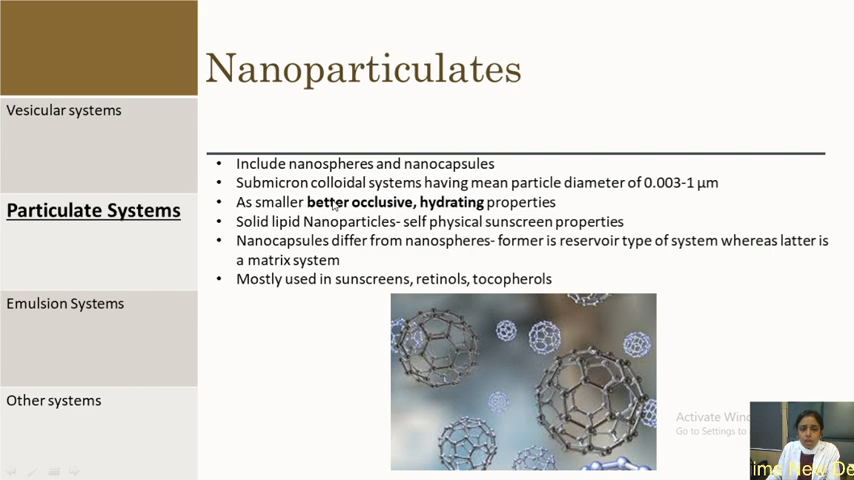 Nanoparticulates
Vesicular systems
Particulate Systems
Emulsion Systems
Other systems
• Include nanospheres and nanocapsules
• Submicron colloidal systems having mean particle diameter of 0.003-1 μm
• As smaller better occlusive, hydrating properties
• Solid lipid Nanoparticles- self physical sunscreen properties
• Nanocapsules differ from nanospheres- former is reservoir type of system whereas latter is
a matrix system
• Mostly used in sunscreens, retinols, tocopherols
Activate
Go to Settings to
New